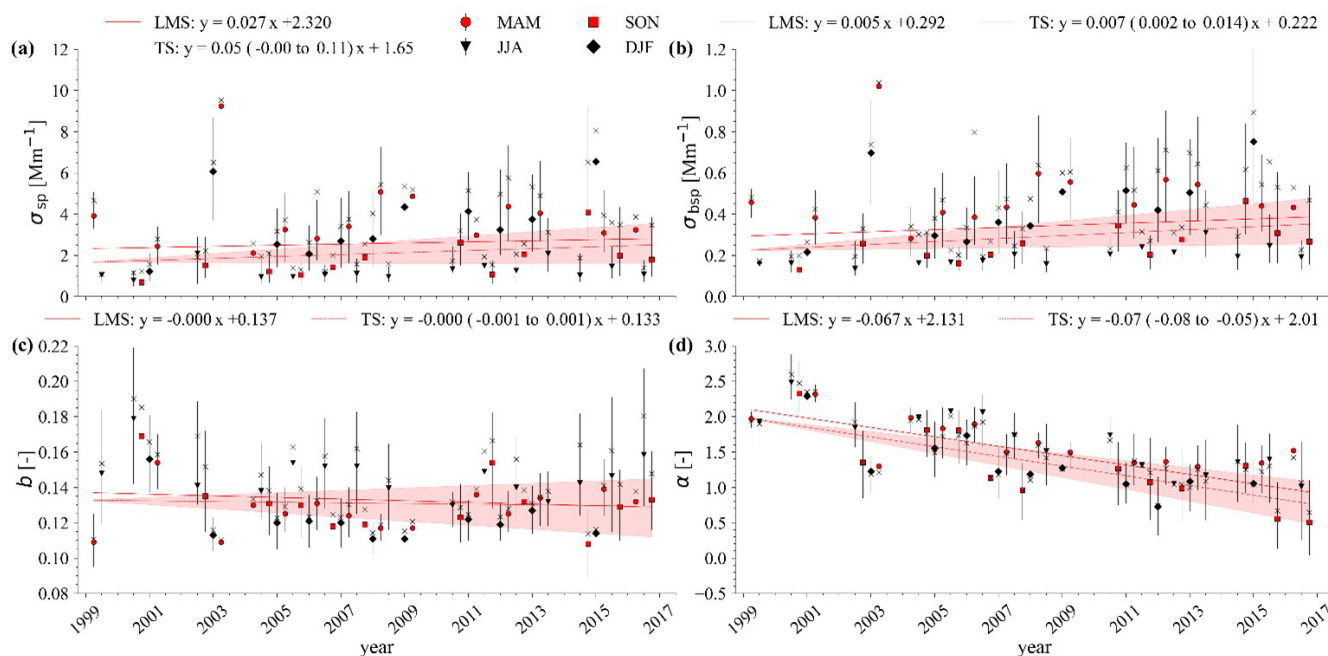 LMS: y = 0.027 x +2.320
MAM
SON
LMS: y = 0.005 x +0.292
TS: y = 0.007 ( 0.002 to 0.014) x + 0.222
(a)
TS: y = 0.05 ( -0.00 to 0.11) x + 1.65
JJA
DJF
(b)
12
10
8
6
4
2
0
σsp [Mm⁻¹]
1.2
1.0
0.8
0.6
0.4
0.2
0.0
σbsp [Mm⁻¹]
LMS: y = -0.000 x +0.137
TS: y = -0.000 ( -0.001 to 0.001) x + 0.133
LMS: y = -0.067 x +2.131
TS: y = -0.07 ( -0.08 to -0.05) x + 2.01
(c)
(d)
0.22
0.20
0.18
0.16
0.14
0.12
0.10
0.08
b [-]
3.0
2.5
2.0
1.5
1.0
0.5
0.0
−0.5
α [-]
1999
2001
2003
2005
2007
2009
2011
2013
2015
2017
year
1999
2001
2003
2005
2007
2009
2011
2013
2015
2017
year